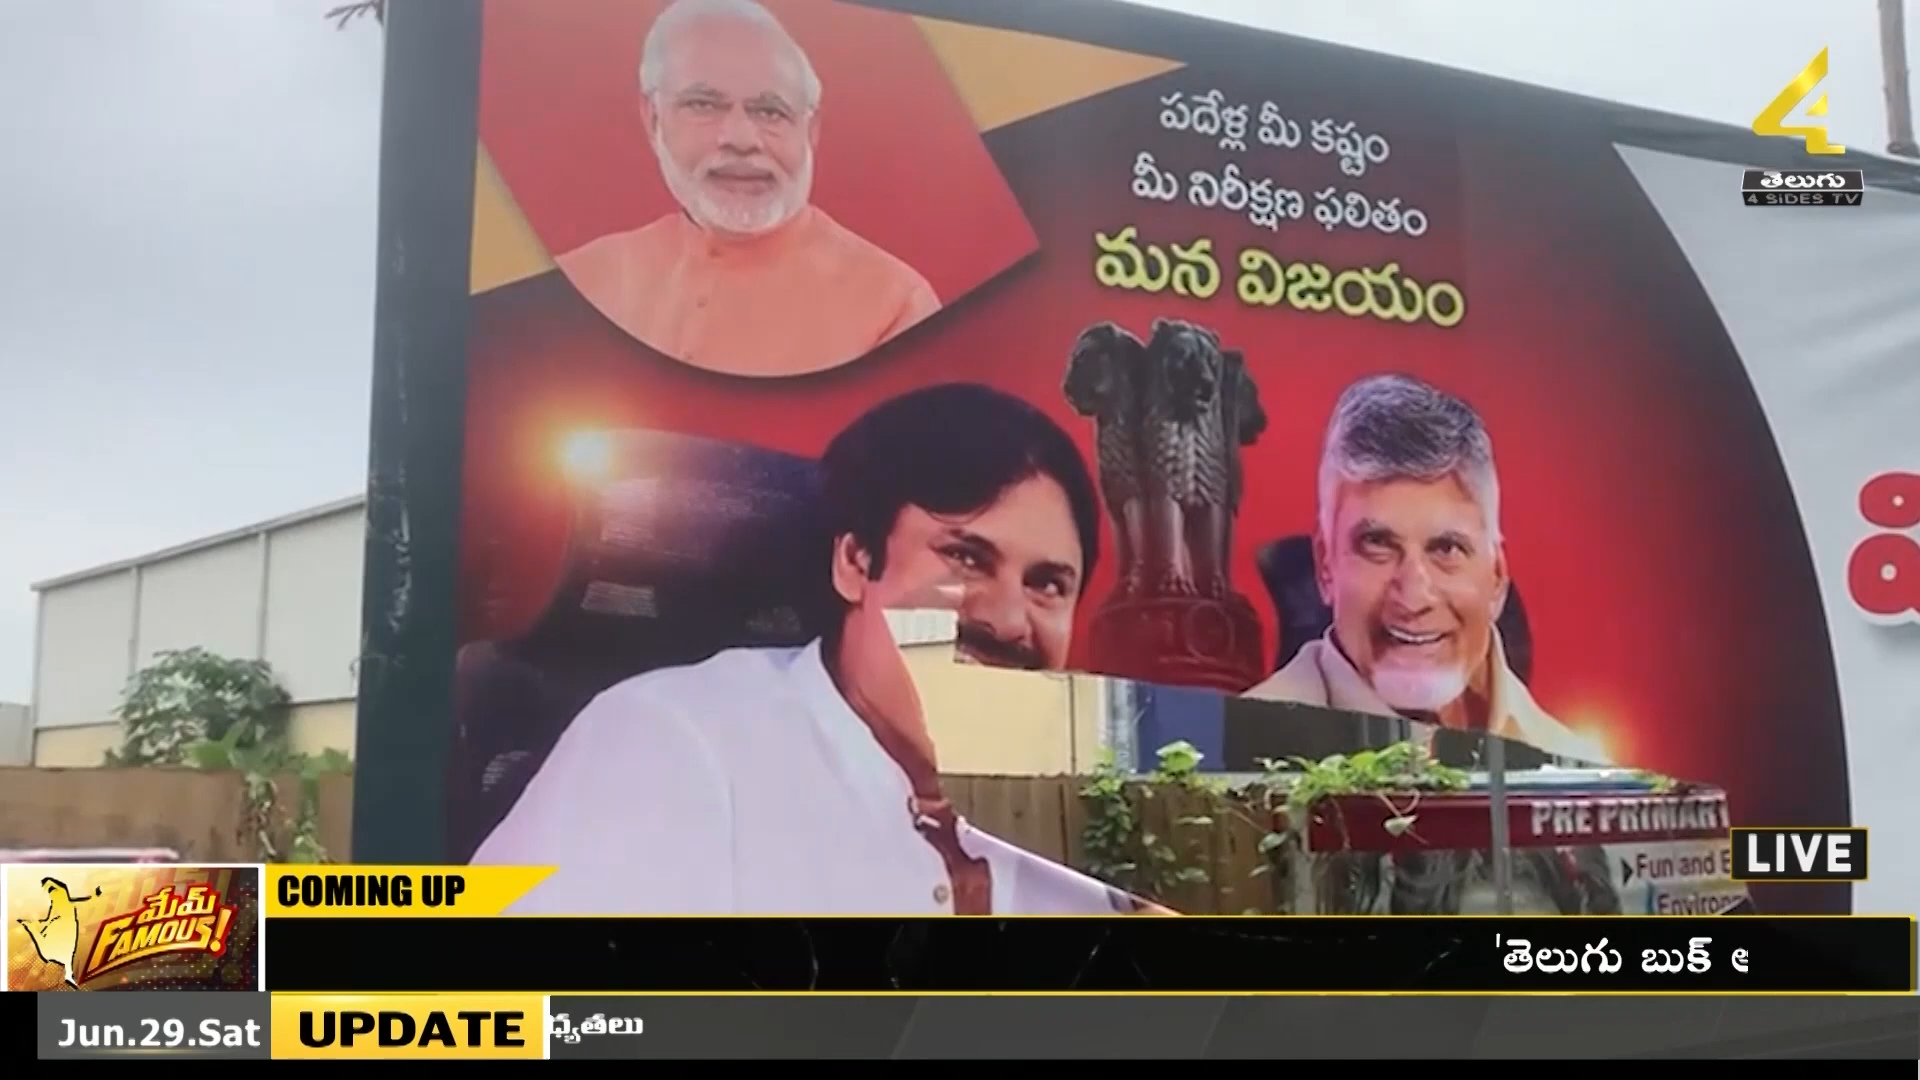 పదేళ్ల మీ కష్టం
మీ నిరీక్షణ ఫలితం
మన విజయం
4
తెలుగు
4 SiDES TV
PRE PRIMARY
Fun and
LIVE
COMING UP
మేమ్
FAMOUS!
'తెలుగు బుక్
Jun.29.Sat
UPDATE